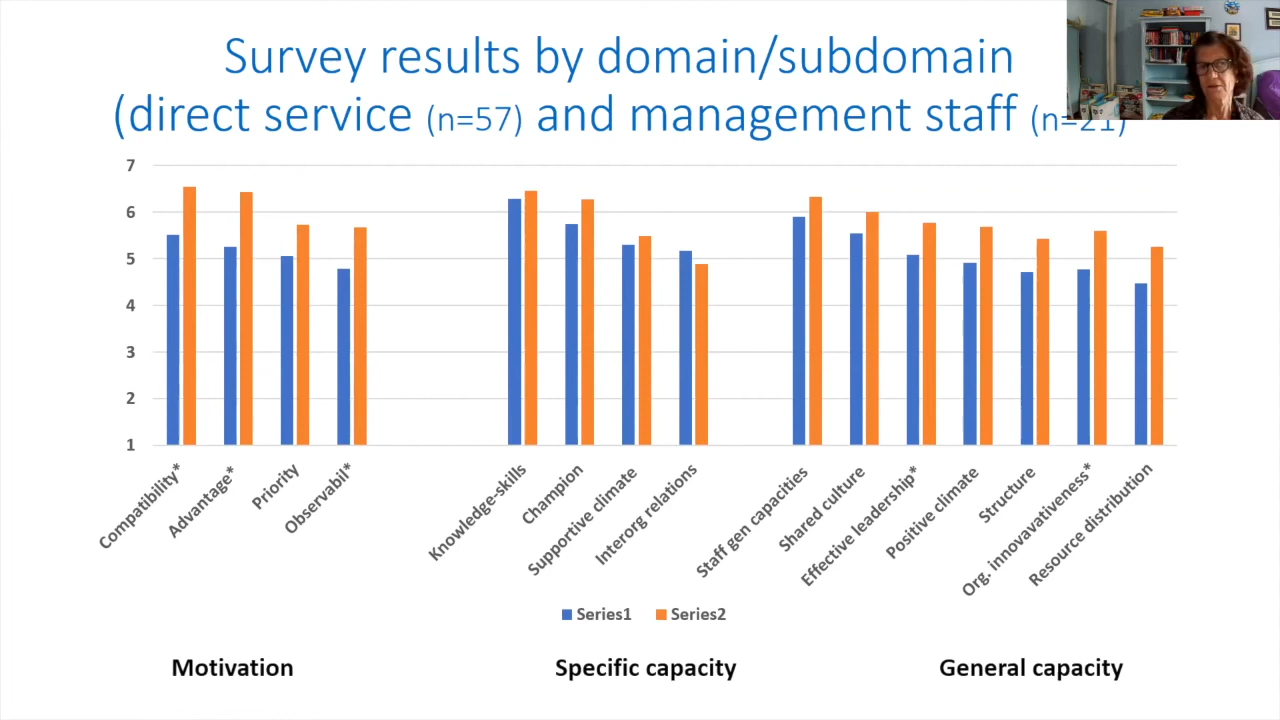 Survey results by domain/subdomain
(direct service (n=57) and management staff (n=21)
7
6
5
4
3
2
1
Compatibility*
Advantage*
Priority
Observabil*
Knowledge-skills
Champion
Supportive climate
Interorg relations
Staff gen capacities
Shared culture
Effective leadership*
Positive climate
Structure
Org. innovavativeness*
Resource distribution
Series1 Series2
Motivation
Specific capacity
General capacity